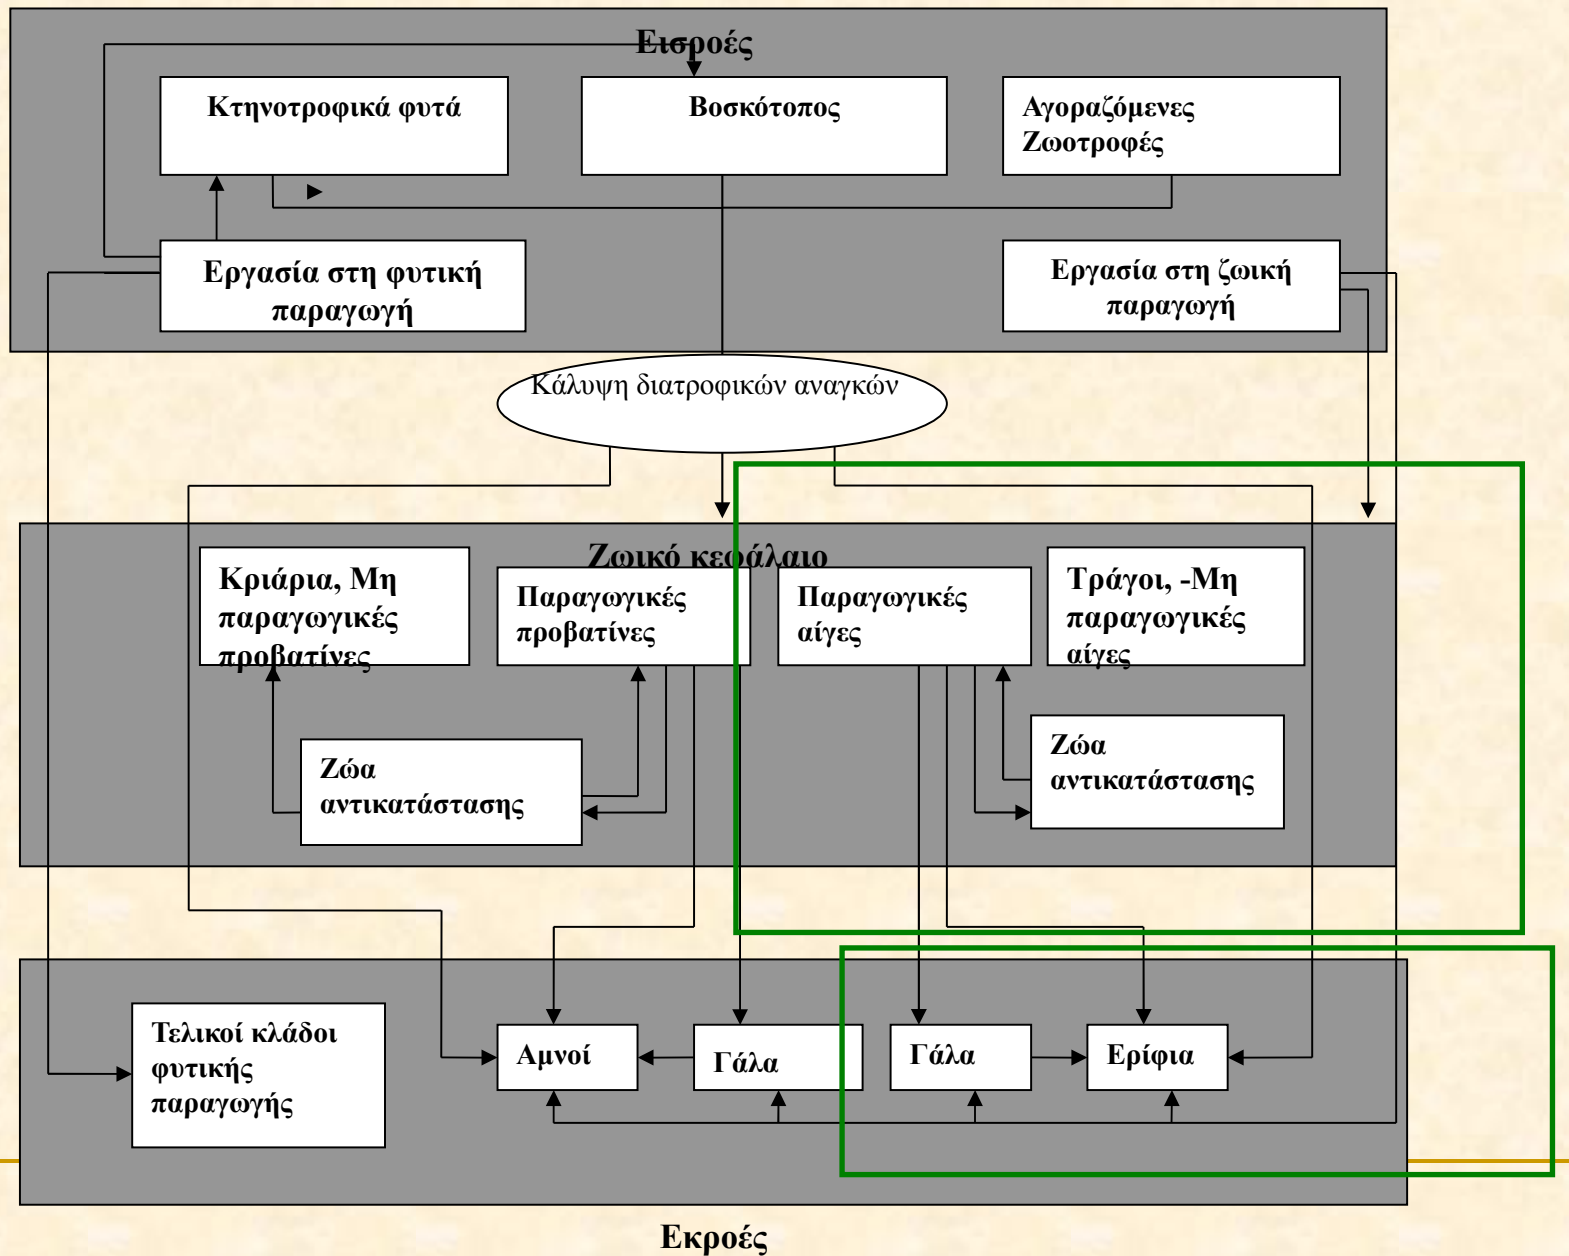 Εισροές
Κτηνοτροφικά φυτά
Βοσκότοπος
Αγοραζόμενες
Ζωοτροφές
Εργασία στη φυτική
παραγωγή
Εργασία στη ζωική
παραγωγή
Κάλυψη διατροφικών αναγκών
Ζωικό κεφάλαιο
Κριάρια, Μη
παραγωγικές
προβατίνες
Παραγωγικές
προβατίνες
Παραγωγικές
αίγες
Τράγοι, -Μη
παραγωγικές
αίγες
Ζώα
αντικατάστασης
Ζώα
αντικατάστασης
Τελικοί κλάδοι
φυτικής
παραγωγής
Αμνοί
Γάλα
Γάλα
Ερίφια
Εκροές